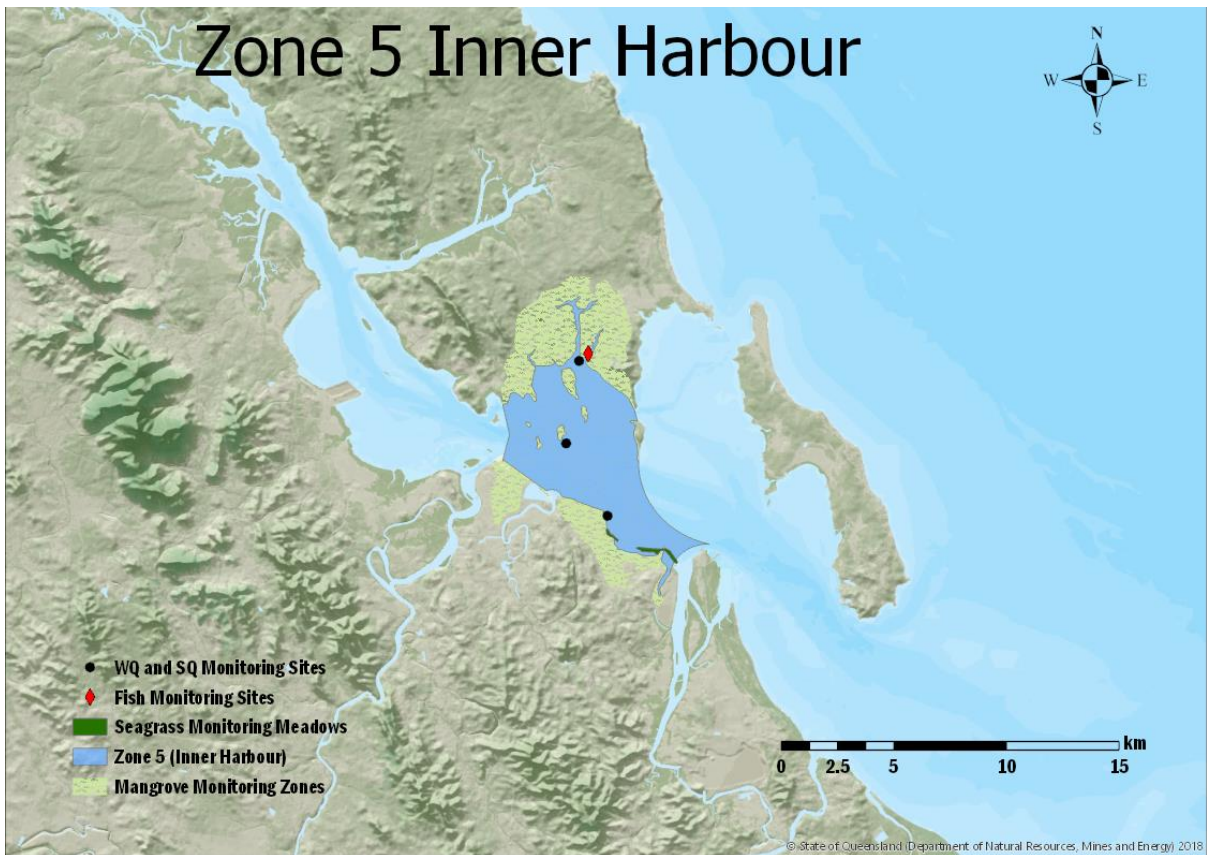 Zone 5 Inner Harbour
N
W E
S
WQ and SQ Monitoring Sites
Fish Monitoring Sites
Seagrass Monitoring Meadows
Zone 5 (Inner Harbour)
Mangrove Monitoring Zones
km
0 2.5 5 10 15
© State of Queensland (Department of Natural Resources, Mines and Energy) 2018